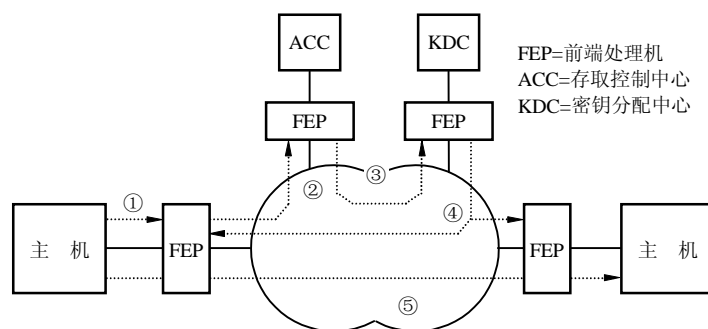 ACC
KDC
FEP=前端处理机
ACC=存取控制中心
KDC=密钥分配中心
FEP
FEP
①
②
③
④
主 机
FEP
FEP
主 机
⑤